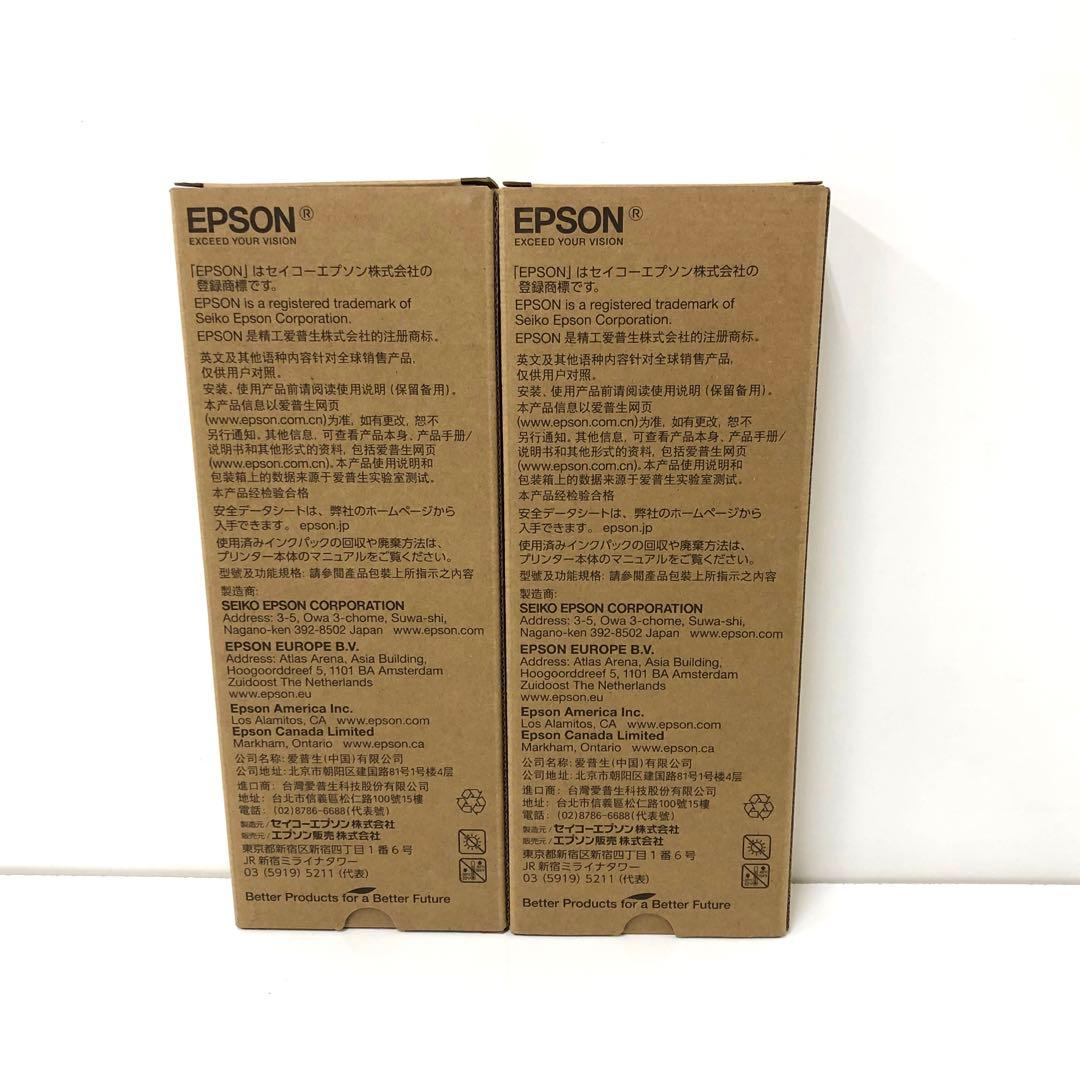 EPSON®
EXCEED YOUR VISION
「EPSON」はセイコーエプソン株式会社の
登録商標です。
EPSON is a registered trademark of
Seiko Epson Corporation.
EPSON 是精工爱普生株式会社的注册商标。
英文及其他语种内容针对全球销售产品,
仅供用户对照。
安装、使用产品前请阅读使用说明 (保留备用)。
本产品信息以爱普生网页
(www.epson.com.cn)为准, 如有更改, 恕不
另行通知。其他信息, 可查看产品本身、产品手册/
说明书和其他形式的资料, 包括爱普生网页
(www.epson.com.cn)。本产品使用说明和
包装箱上的数据来源于爱普生实验室测试。
本产品经检验合格
安全データシートは、弊社のホームページから
入手できます。 epson.jp
使用済みインクパックの回収や廃棄方法は、
プリンター本体のマニュアルをご覧ください。
型號及功能規格: 請參閱產品包裝上所指示之內容
製造商:
SEIKO EPSON CORPORATION
Address: 3-5, Owa 3-chome, Suwa-shi,
Nagano-ken 392-8502 Japan www.epson.com
EPSON EUROPE B.V.
Address: Atlas Arena, Asia Building,
Hoogoorddreef 5, 1101 BA Amsterdam
Zuidoost The Netherlands
www.epson.eu
Epson America Inc.
Los Alamitos, CA www.epson.com
Epson Canada Limited
Markham, Ontario www.epson.ca
公司名称: 爱普生(中国)有限公司
公司地址: 北京市朝阳区建国路81号1号楼4层
進口商: 台灣愛普生科技股份有限公司
地址: 台北市信義區松仁路100號15樓
電話: (02)8786-6688(代表號)
製造元/セイコーエプソン株式会社
販売元/エプソン販売 株式会社
東京都新宿区新宿四丁目1番6号
JR 新宿ミライナタワー
03 (5919) 5211 (代表)
Better Products for a Better Future
EPSON®
EXCEED YOUR VISION
「EPSON」はセイコーエプソン株式会社の
登録商標です。
EPSON is a registered trademark of
Seiko Epson Corporation.
EPSON 是精工爱普生株式会社的注册商标。
英文及其他语种内容针对全球销售产品,
仅供用户对照。
安装、使用产品前请阅读使用说明 (保留备用)。
本产品信息以爱普生网页
(www.epson.com.cn)为准, 如有更改, 恕不
另行通知。其他信息, 可查看产品本身、产品手册/
说明书和其他形式的资料, 包括爱普生网页
(www.epson.com.cn)。本产品使用说明和
包装箱上的数据来源于爱普生实验室测试。
本产品经检验合格
安全データシートは、弊社のホームページから
入手できます。 epson.jp
使用済みインクパックの回収や廃棄方法は、
プリンター本体のマニュアルをご覧ください。
型號及功能規格: 請參閱產品包裝上所指示之內容
製造商:
SEIKO EPSON CORPORATION
Address: 3-5, Owa 3-chome, Suwa-shi,
Nagano-ken 392-8502 Japan www.epson.com
EPSON EUROPE B.V.
Address: Atlas Arena, Asia Building,
Hoogoorddreef 5, 1101 BA Amsterdam
Zuidoost The Netherlands
www.epson.eu
Epson America Inc.
Los Alamitos, CA www.epson.com
Epson Canada Limited
Markham, Ontario www.epson.ca
公司名称: 爱普生(中国)有限公司
公司地址: 北京市朝阳区建国路81号1号楼4层
進口商: 台灣愛普生科技股份有限公司
地址: 台北市信義區松仁路100號15樓
電話: (02)8786-6688(代表號)
製造元/セイコーエプソン株式会社
販売元/エプソン販売 株式会社
東京都新宿区新宿四丁目1番6号
JR 新宿ミライナタワー
03 (5919) 5211 (代表)
Better Products for a Better Future